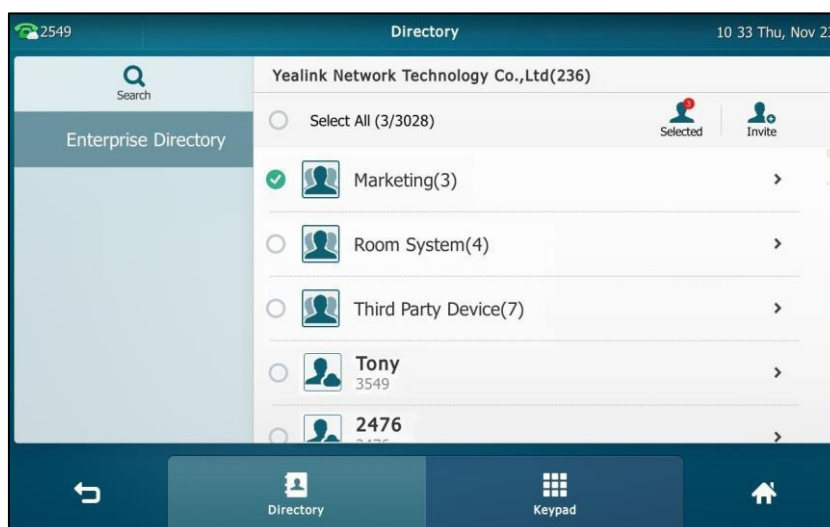 2549
Directory
10 33 Thu, Nov
Search
Enterprise Directory
Yealink Network Technology Co.,Ltd(236)
Select All (3/3028)
3
Selected
Invite
Marketing(3)
Room System(4)
Third Party Device(7)
Tony
3549
2476
Directory
Keypad